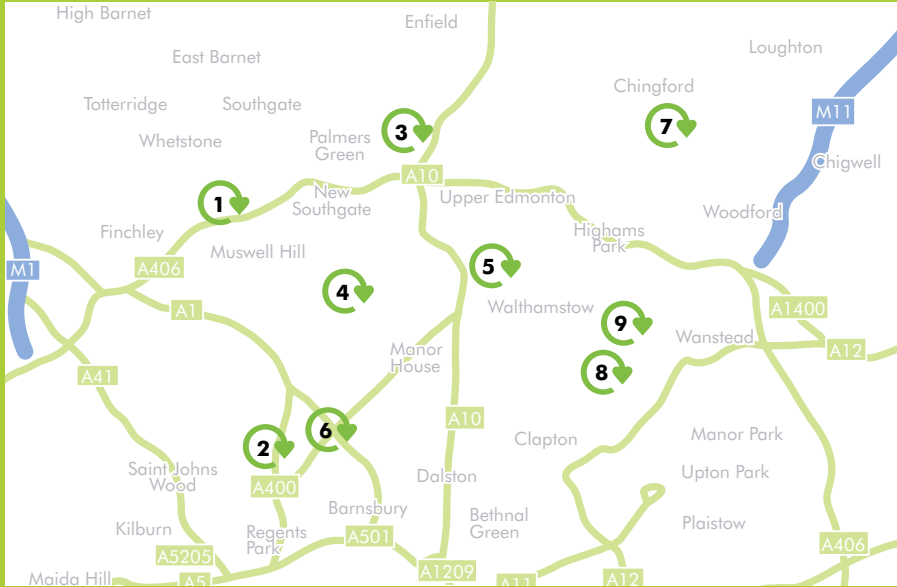 High Barnet
Enfield
East Barnet
Loughton
Chingford
Totteridge
Southgate
M11
3
7
Whetstone
Palmers
Green
Chigwell
A10
1
New
Southgate
Upper Edmonton
Woodford
Finchley
Highams
Park
Muswell Hill
M1
A406
5
4
A1
Walthamstow
A1400
9
Wanstead
Manor
House
A12
A41
8
A10
6
2
Clapton
Manor Park
Saint Johns
Wood
Dalston
Upton Park
A400
Barnsbury
Bethnal
Green
Plaistow
Kilburn
Regents
Park
A501
A406
A5205
A1209
Maida Hill
A5
A11
A12